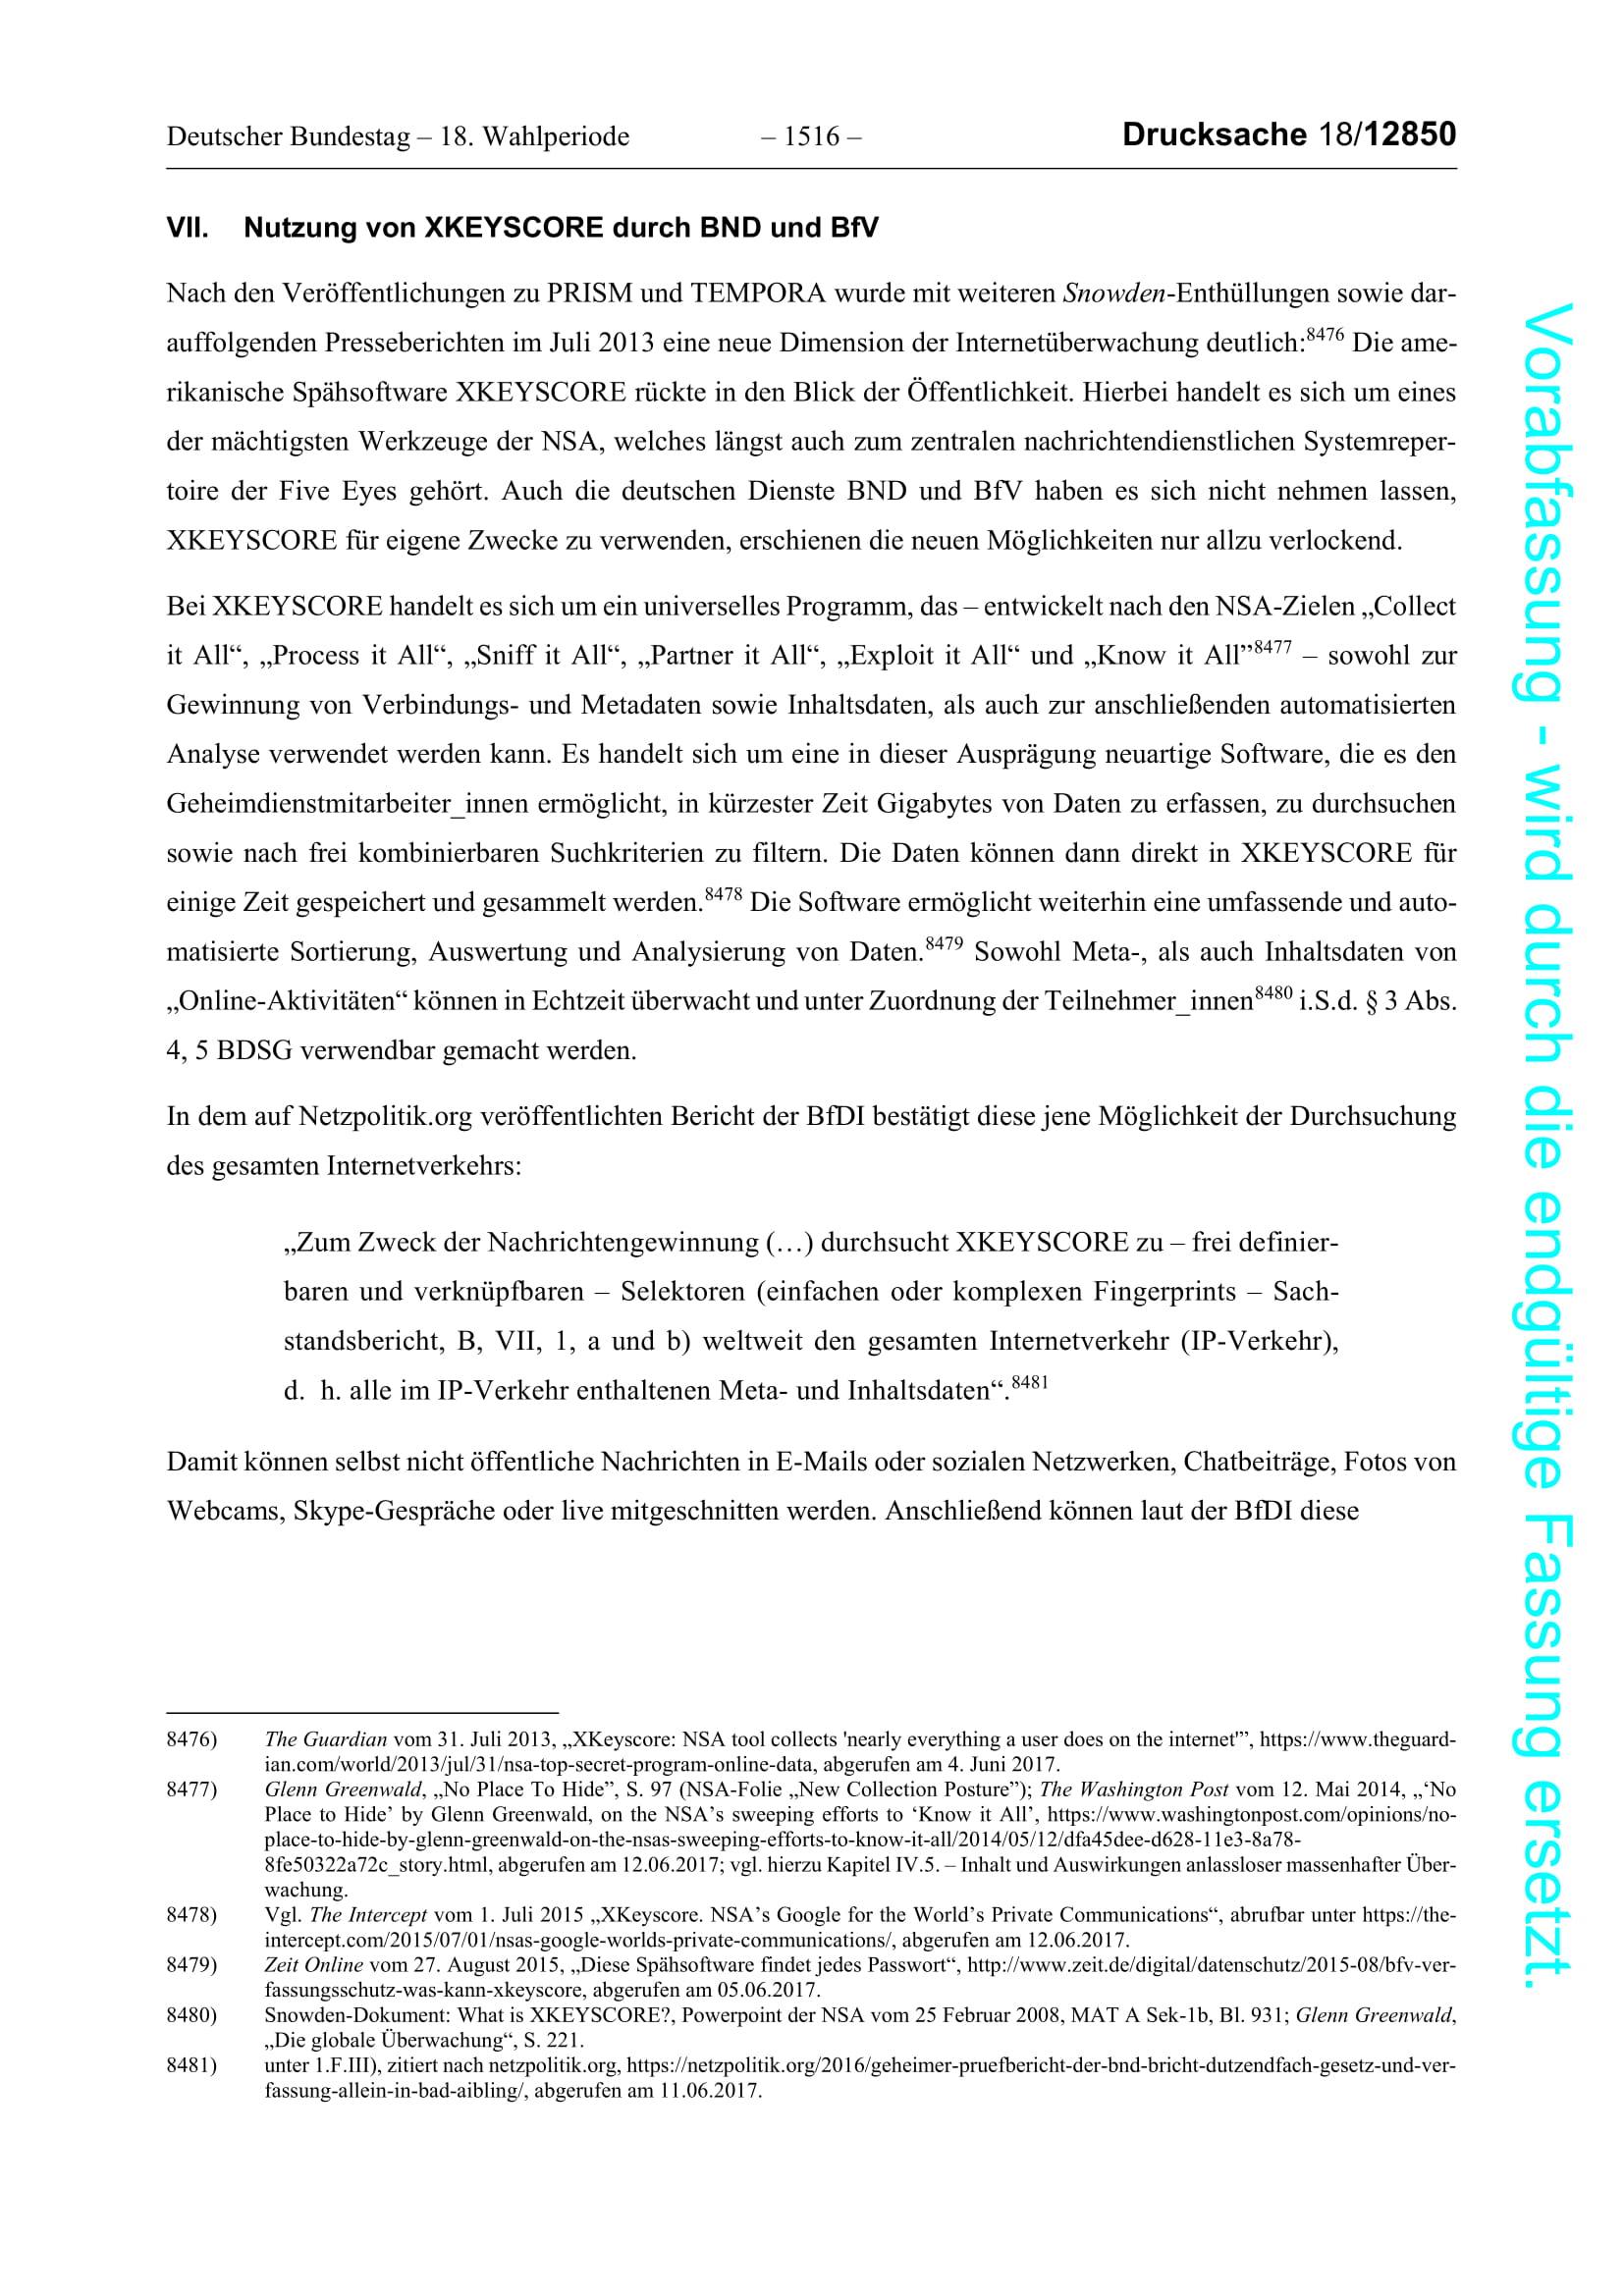 Deutscher Bundestag – 18. Wahlperiode – 1516 – Drucksache 18/12850
VII. Nutzung von XKEYSCORE durch BND und BfV
Nach den Veröffentlichungen zu PRISM und TEMPORA wurde mit weiteren Snowden-Enthüllungen sowie dar-
auffolgenden Presseberichten im Juli 2013 eine neue Dimension der Internetüberwachung deutlich:8476 Die ame-
rikanische Spähsoftware XKEYSCORE rückte in den Blick der Öffentlichkeit. Hierbei handelt es sich um eines
der mächtigsten Werkzeuge der NSA, welches längst auch zum zentralen nachrichtendienstlichen Systemreper-
toire der Five Eyes gehört. Auch die deutschen Dienste BND und BfV haben es sich nicht nehmen lassen,
XKEYSCORE für eigene Zwecke zu verwenden, erschienen die neuen Möglichkeiten nur allzu verlockend.
Bei XKEYSCORE handelt es sich um ein universelles Programm, das – entwickelt nach den NSA-Zielen „Collect
it All“, „Process it All“, „Sniff it All“, „Partner it All“, „Exploit it All“ und „Know it All”8477 – sowohl zur
Gewinnung von Verbindungs- und Metadaten sowie Inhaltsdaten, als auch zur anschließenden automatisierten
Analyse verwendet werden kann. Es handelt sich um eine in dieser Ausprägung neuartige Software, die es den
Geheimdienstmitarbeiter_innen ermöglicht, in kürzester Zeit Gigabytes von Daten zu erfassen, zu durchsuchen
sowie nach frei kombinierbaren Suchkriterien zu filtern. Die Daten können dann direkt in XKEYSCORE für
einige Zeit gespeichert und gesammelt werden.8478 Die Software ermöglicht weiterhin eine umfassende und auto-
matisierte Sortierung, Auswertung und Analysierung von Daten.8479 Sowohl Meta-, als auch Inhaltsdaten von
„Online-Aktivitäten“ können in Echtzeit überwacht und unter Zuordnung der Teilnehmer_innen8480 i.S.d. § 3 Abs.
4, 5 BDSG verwendbar gemacht werden.
In dem auf Netzpolitik.org veröffentlichten Bericht der BfDI bestätigt diese jene Möglichkeit der Durchsuchung
des gesamten Internetverkehrs:
„Zum Zweck der Nachrichtengewinnung (…) durchsucht XKEYSCORE zu – frei definier-
baren und verknüpfbaren – Selektoren (einfachen oder komplexen Fingerprints – Sach-
standsbericht, B, VII, 1, a und b) weltweit den gesamten Internetverkehr (IP-Verkehr),
d. h. alle im IP-Verkehr enthaltenen Meta- und Inhaltsdaten“.8481
Damit können selbst nicht öffentliche Nachrichten in E-Mails oder sozialen Netzwerken, Chatbeiträge, Fotos von
Webcams, Skype-Gespräche oder live mitgeschnitten werden. Anschließend können laut der BfDI diese
8476) The Guardian vom 31. Juli 2013, „XKeyscore: NSA tool collects 'nearly everything a user does on the internet'”, https://www.theguard-
ian.com/world/2013/jul/31/nsa-top-secret-program-online-data, abgerufen am 4. Juni 2017.
8477) Glenn Greenwald, „No Place To Hide”, S. 97 (NSA-Folie „New Collection Posture”); The Washington Post vom 12. Mai 2014, „‘No
Place to Hide’ by Glenn Greenwald, on the NSA’s sweeping efforts to ‘Know it All’, https://www.washingtonpost.com/opinions/no-
place-to-hide-by-glenn-greenwald-on-the-nsas-sweeping-efforts-to-know-it-all/2014/05/12/dfa45dee-d628-11e3-8a78-
8fe50322a72c_story.html, abgerufen am 12.06.2017; vgl. hierzu Kapitel IV.5. – Inhalt und Auswirkungen anlassloser massenhafter Über-
wachung.
8478) Vgl. The Intercept vom 1. Juli 2015 „XKeyscore. NSA’s Google for the World’s Private Communications“, abrufbar unter https://the-
intercept.com/2015/07/01/nsas-google-worlds-private-communications/, abgerufen am 12.06.2017.
8479) Zeit Online vom 27. August 2015, „Diese Spähsoftware findet jedes Passwort“, http://www.zeit.de/digital/datenschutz/2015-08/bfv-ver-
fassungsschutz-was-kann-xkeyscore, abgerufen am 05.06.2017.
8480) Snowden-Dokument: What is XKEYSCORE?, Powerpoint der NSA vom 25 Februar 2008, MAT A Sek-1b, Bl. 931; Glenn Greenwald,
„Die globale Überwachung“, S. 221.
8481) unter 1.F.III), zitiert nach netzpolitik.org, https://netzpolitik.org/2016/geheimer-pruefbericht-der-bnd-bricht-dutzendfach-gesetz-und-ver-
fassung-allein-in-bad-aibling/, abgerufen am 11.06.2017.
Vorabfassung - wird durch die endgültige Fassung ersetzt.